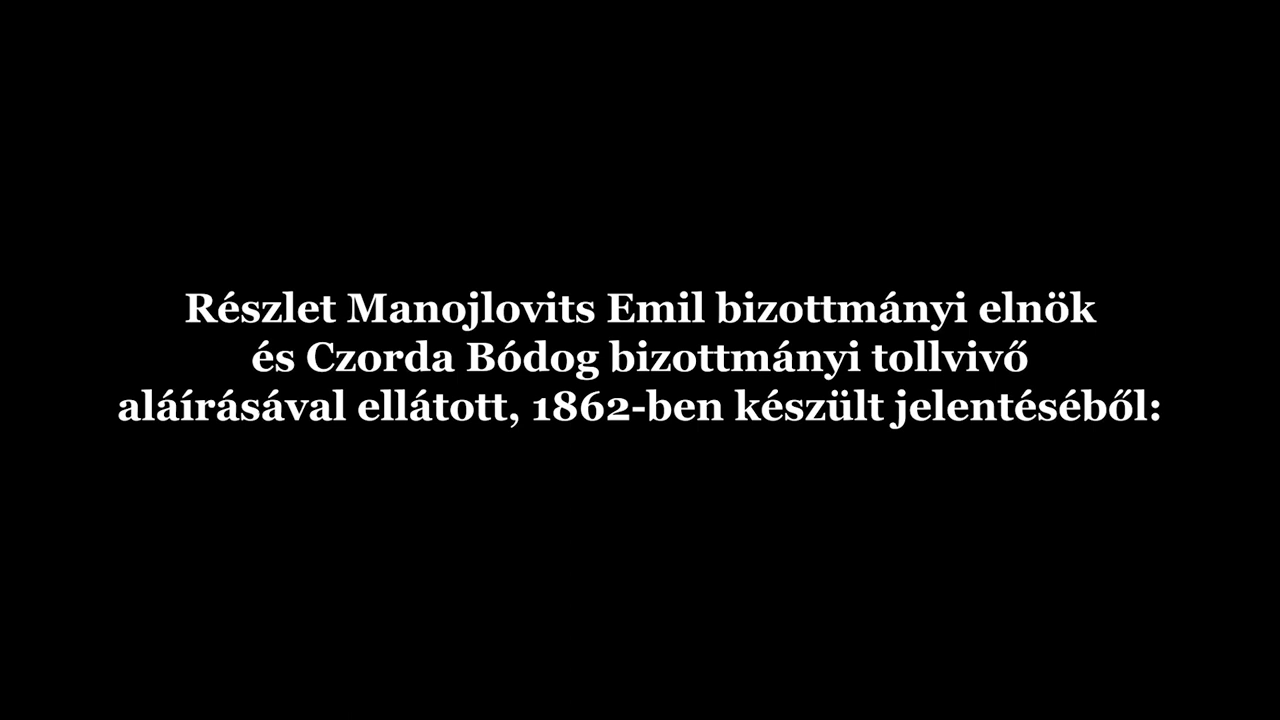 Részlet Manojlovits Emil bizottmányi elnök
és Czorda Bódog bizottmányi tollvivő
aláírásával ellátott, 1862-ben készült jelentéséből: